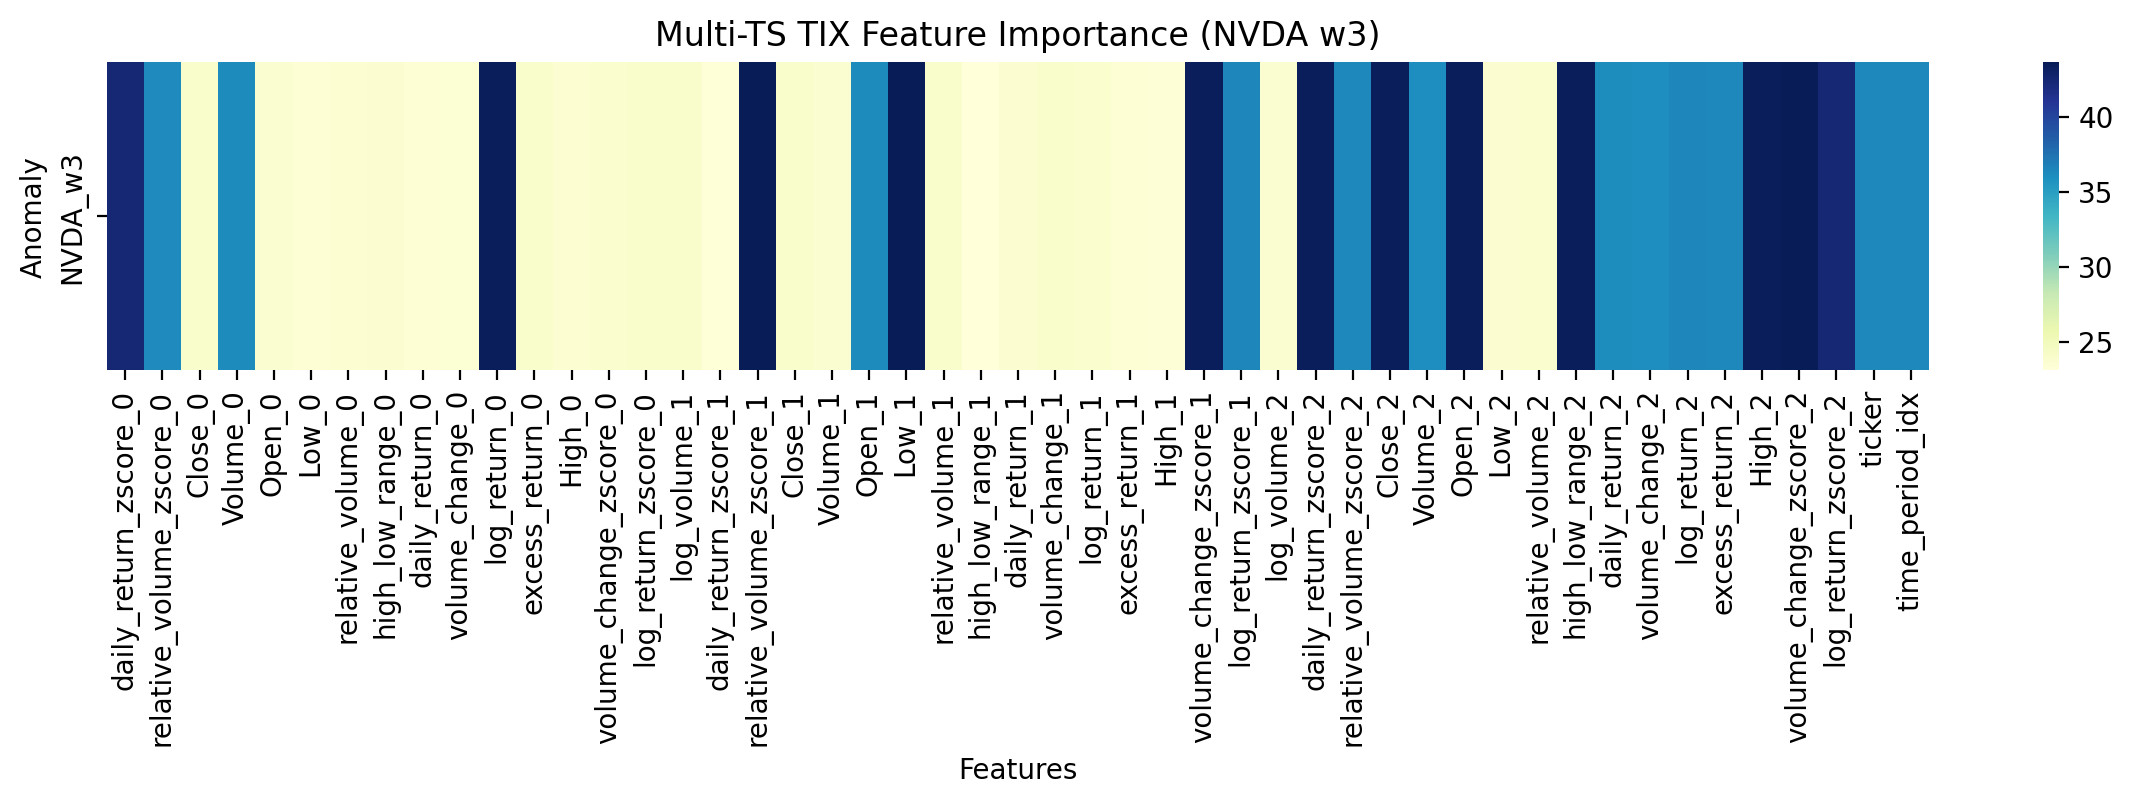 Multi-TS TIX Feature Importance (NVDA w3)
Anomaly
NVDA_w3
40
35
30
25
daily_return_zscore_0
relative_volume_zscore_0
Close_0
Volume_0
Open_0
Low_0
relative_volume_0
high_low_range_0
daily_return_0
volume_change_0
log_return_0
excess_return_0
High_0
volume_change_zscore_0
log_return_zscore_0
log_volume_1
daily_return_zscore_1
relative_volume_zscore_1
Close_1
Volume_1
Open_1
Low_1
relative_volume_1
high_low_range_1
daily_return_1
volume_change_1
log_return_1
excess_return_1
High_1
volume_change_zscore_1
log_return_zscore_1
log_volume_2
daily_return_zscore_2
relative_volume_zscore_2
Close_2
Volume_2
Open_2
Low_2
relative_volume_2
high_low_range_2
daily_return_2
volume_change_2
log_return_2
excess_return_2
High_2
volume_change_zscore_2
log_return_zscore_2
ticker
time_period_idx
Features